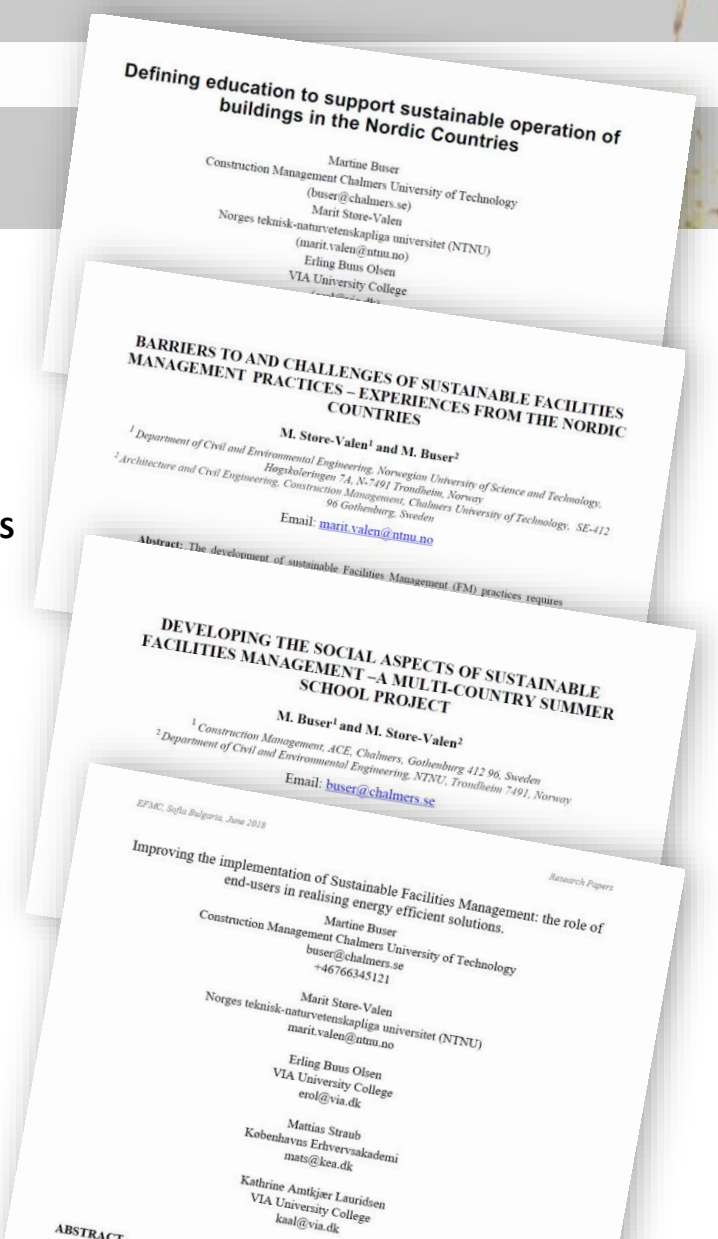 Defining education to support sustainable operation of
buildings in the Nordic Countries
Martine Buser
Construction Management Chalmers University of Technology
(buser@chalmers.se)
Marit Støre-Valen
Norges teknisk-naturvetenskapliga universitet (NTNU)
(marit.valen@ntnu.no)
Erling Buus Olsen
VIA University College
BARRIERS TO AND CHALLENGES OF SUSTAINABLE FACILITIES
MANAGEMENT PRACTICES – EXPERIENCES FROM THE NORDIC
COUNTRIES
M. Støre-Valen¹ and M. Buser²
¹ Department of Civil and Environmental Engineering, Norwegian University of Science and Technology,
Høgskoleringen 7A, N-7491 Trondheim, Norway
² Architecture and Civil Engineering, Construction Management, Chalmers University of Technology, SE-412
96 Gothenburg, Sweden
Email: marit.valen@ntnu.no
S
Abstract: The development of sustainable Facilities Management (FM) practices requires
DEVELOPING THE SOCIAL ASPECTS OF SUSTAINABLE
FACILITIES MANAGEMENT –A MULTI-COUNTRY SUMMER
SCHOOL PROJECT
M. Buser¹ and M. Støre-Valen²
¹ Construction Management, ACE, Chalmers, Gothenburg 412 96, Sweden
² Department of Civil and Environmental Engineering, NTNU, Trondheim 7491, Norway
Email: buser@chalmers.se
EFMC, Sofia Bulgaria, June 2018
Research Papers
Improving the implementation of Sustainable Facilities Management: the role of
end-users in realising energy efficient solutions.
Martine Buser
Construction Management Chalmers University of Technology
buser@chalmers.se
+46766345121
Marit Støre-Valen
Norges teknisk-naturvetenskapliga universitet (NTNU)
marit.valen@ntnu.no
Erling Buus Olsen
VIA University College
erol@via.dk
Mattias Straub
Københavns Erhvervsakademi
mats@kea.dk
Kathrine Amtkjær Lauridsen
VIA University College
kaal@via.dk
ABSTRACT